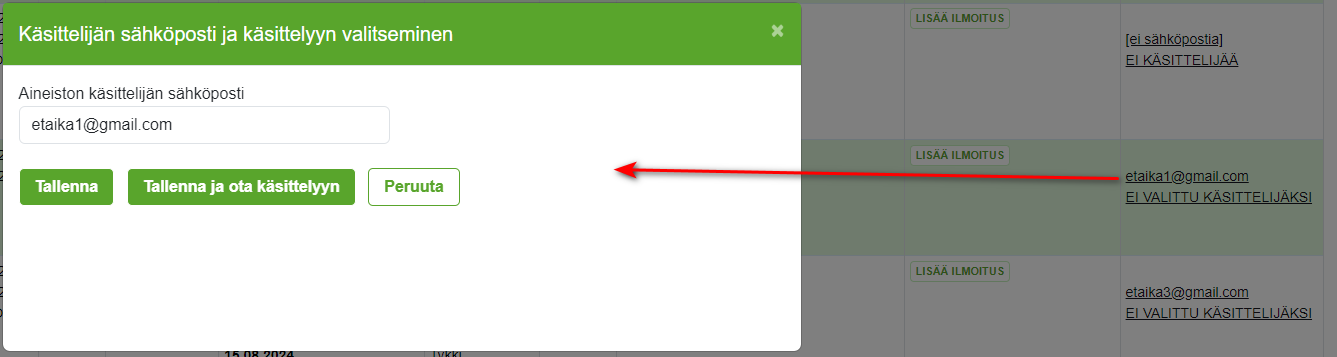 Käsittelijän sähköposti ja käsittelyyn valitseminen
×
Aineiston käsittelijän sähköposti
etaika1@gmail.com
Tallenna
Tallenna ja ota käsittelyyn
Peruuta
LISÄÄ ILMOITUS
[ei sähköpostia]
EI KÄSITTELIJÄÄ
LISÄÄ ILMOITUS
etaika1@gmail.com
EI VALITTU KÄSITTELIJÄKSI
LISÄÄ ILMOITUS
etaika3@gmail.com
EI VALITTU KÄSITTELIJÄKSI
15.08.2024